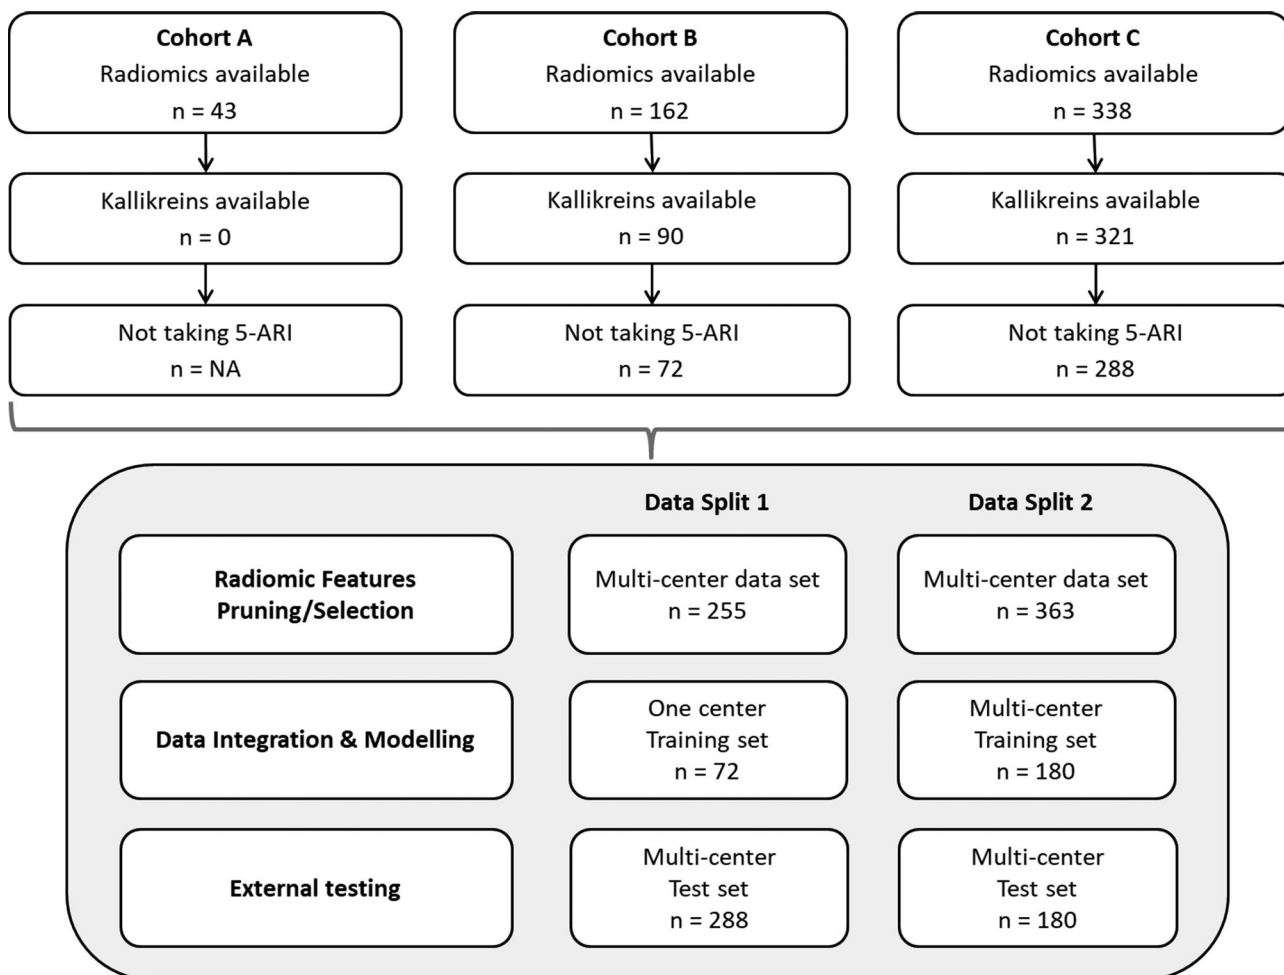 Cohort A
Radiomics available
n = 43
Kallikreins available
n = 0
Not taking 5-ARI
n = NA
Cohort B
Radiomics available
n = 162
Kallikreins available
n = 90
Not taking 5-ARI
n = 72
Cohort C
Radiomics available
n = 338
Kallikreins available
n = 321
Not taking 5-ARI
n = 288
Data Split 1
Data Split 2
Radiomic Features
Pruning/Selection
Multi-center data set
n = 255
Multi-center data set
n = 363
Data Integration & Modelling
One center
Training set
n = 72
Multi-center
Training set
n = 180
External testing
Multi-center
Test set
n = 288
Multi-center
Test set
n = 180